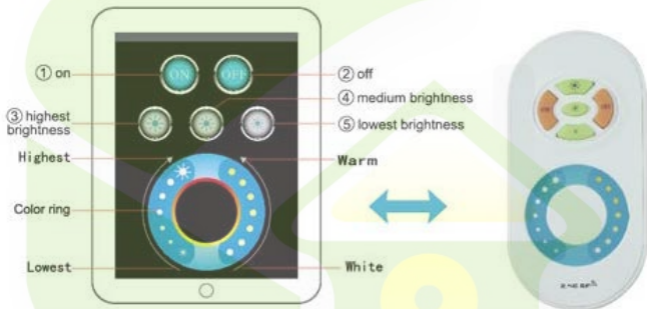 ① on
ON
OFF
② off
④ medium brightness
③ highest
brightness
⑤ lowest brightness
Highest
Warm
Color ring
Lowest
White